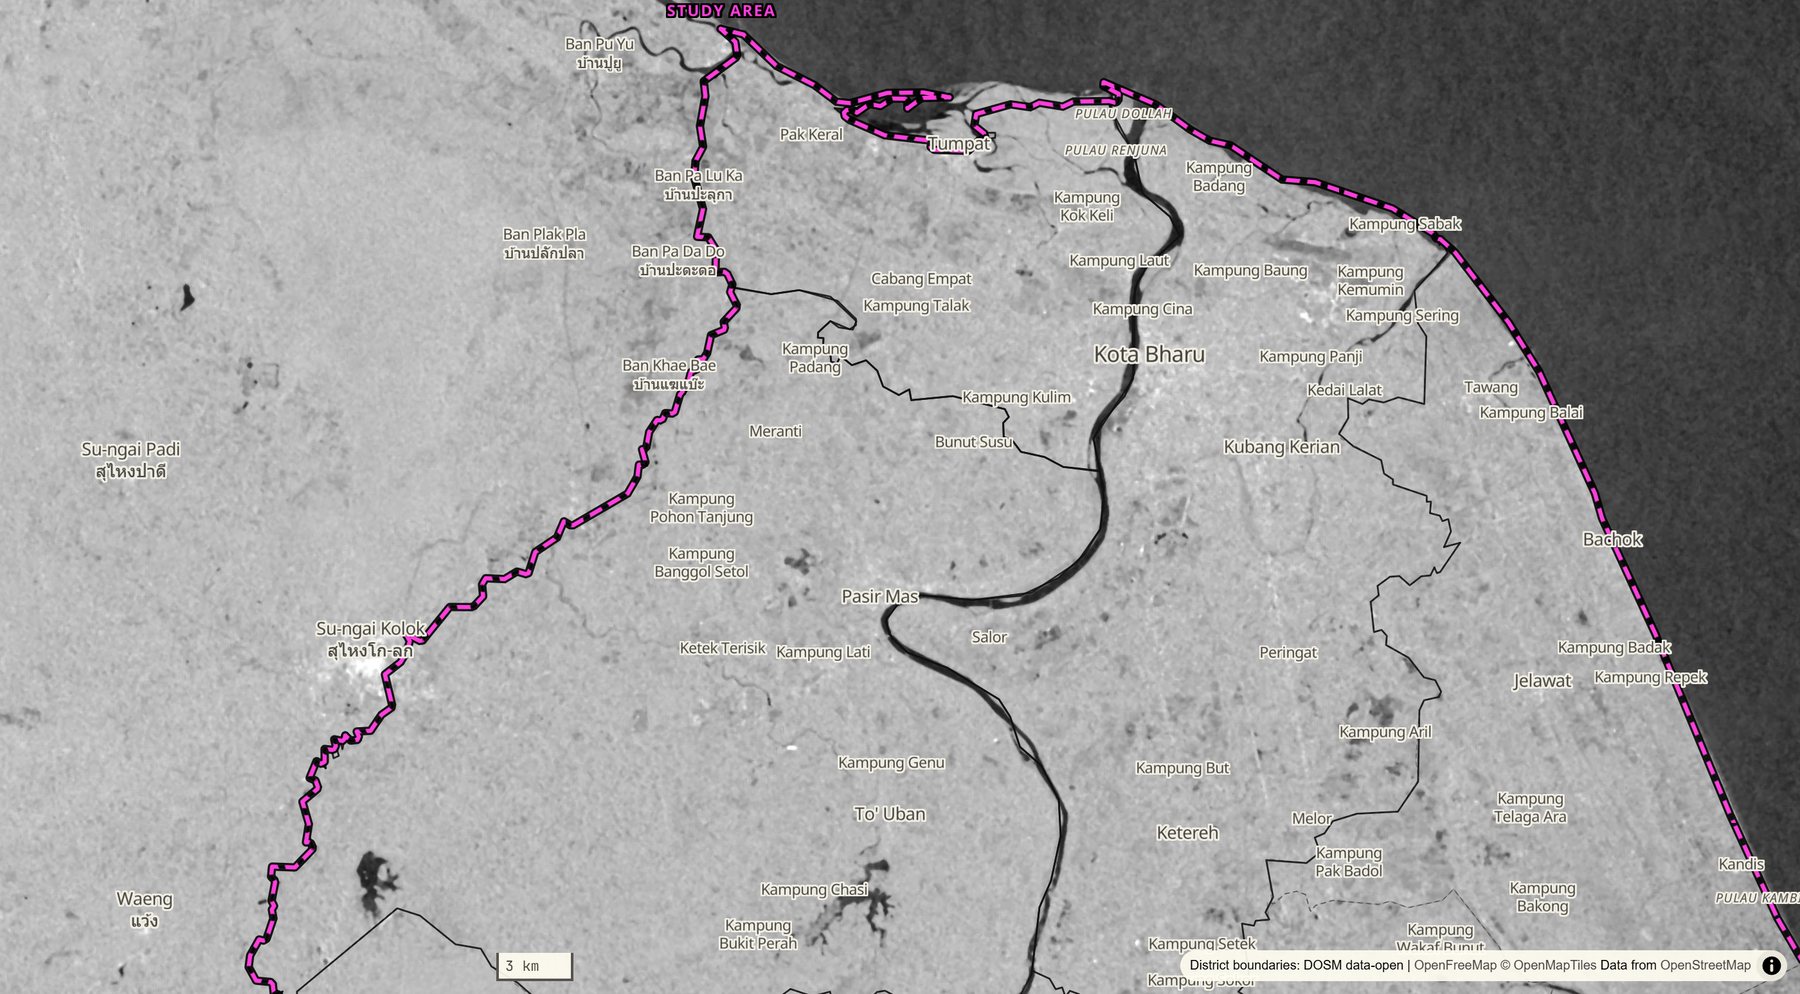 STUDY AREA
Ban Pu Yu
บ้านปูยู
PULAU DOLLAH
Pak Keral
Tumpat
PULAU RENJUNA
Ban Pa Lu Ka
บ้านปะลุกา
Kampung
Badang
Kampung
Kok Keli
Kampung Sabak
Ban Plak Pla
บ้านปลักปลา
Ban Pa Da Do
บ้านปะดะดอ
Kampung Laut
Kampung Baung
Kampung
Kemumin
Cabang Empat
Kampung Talak
Kampung Cina
Kampung Sering
Kampung
Padang
Kota Bharu
Kampung Panji
Ban Khae Bae
บ้านแฆแบ๊ะ
Kedai Lalat
Tawang
Kampung Kulim
Kampung Balai
Meranti
Bunut Susu
Kubang Kerian
Su-ngai Padi
สุไหงปาดี
Kampung
Pohon Tanjung
Bachok
Kampung
Banggol Setol
Pasir Mas
Su-ngai Kolok
สุไหงโก-ลก
Salor
Ketek Terisik
Kampung Lati
Peringat
Kampung Badak
Jelawat
Kampung Repek
Kampung Aril
Kampung Genu
Kampung But
To' Uban
Kampung
Telaga Ara
Melor
Ketereh
Kampung
Pak Badol
Kandis
Kampung Chasi
Waeng
แว้ง
Kampung
Bakong
PULAU KAMBI
Kampung
Bukit Perah
Kampung
Wakaf Bunut
Kampung Setek
3 km
District boundaries: DOSM data-open | OpenFreeMap © OpenMapTiles Data from OpenStreetMap
Kampung Sokor